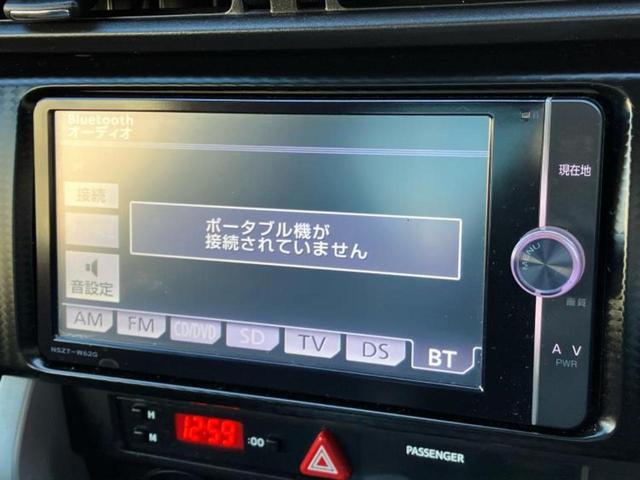 Bluetooth
オーディオ
現在地
接続
ポータブル機が
接続されていません
MENU
音設定
画質
AM FM CD/DVD SD TV DS BT
A V
NSZT-W62G
PWR
H
12:59 :00
M
PASSENGER